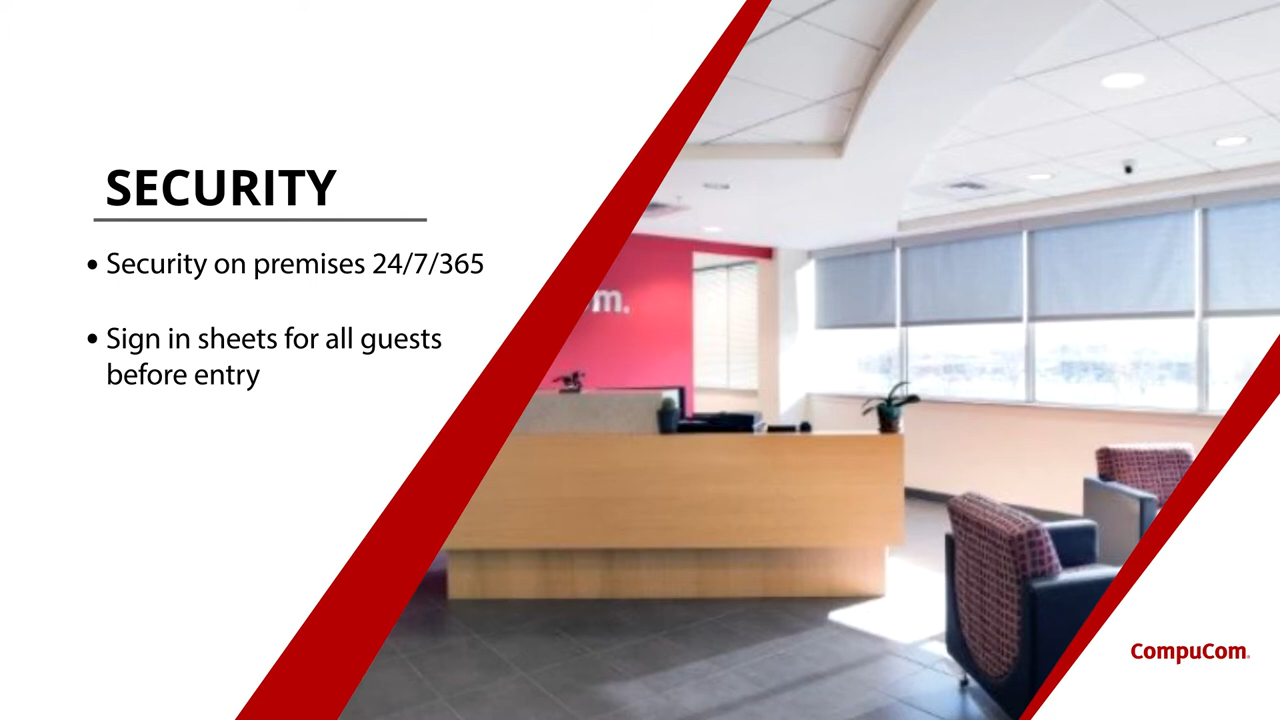 SECURITY
• Security on premises 24/7/365
• Sign in sheets for all guests
before entry
m.
CompuCom